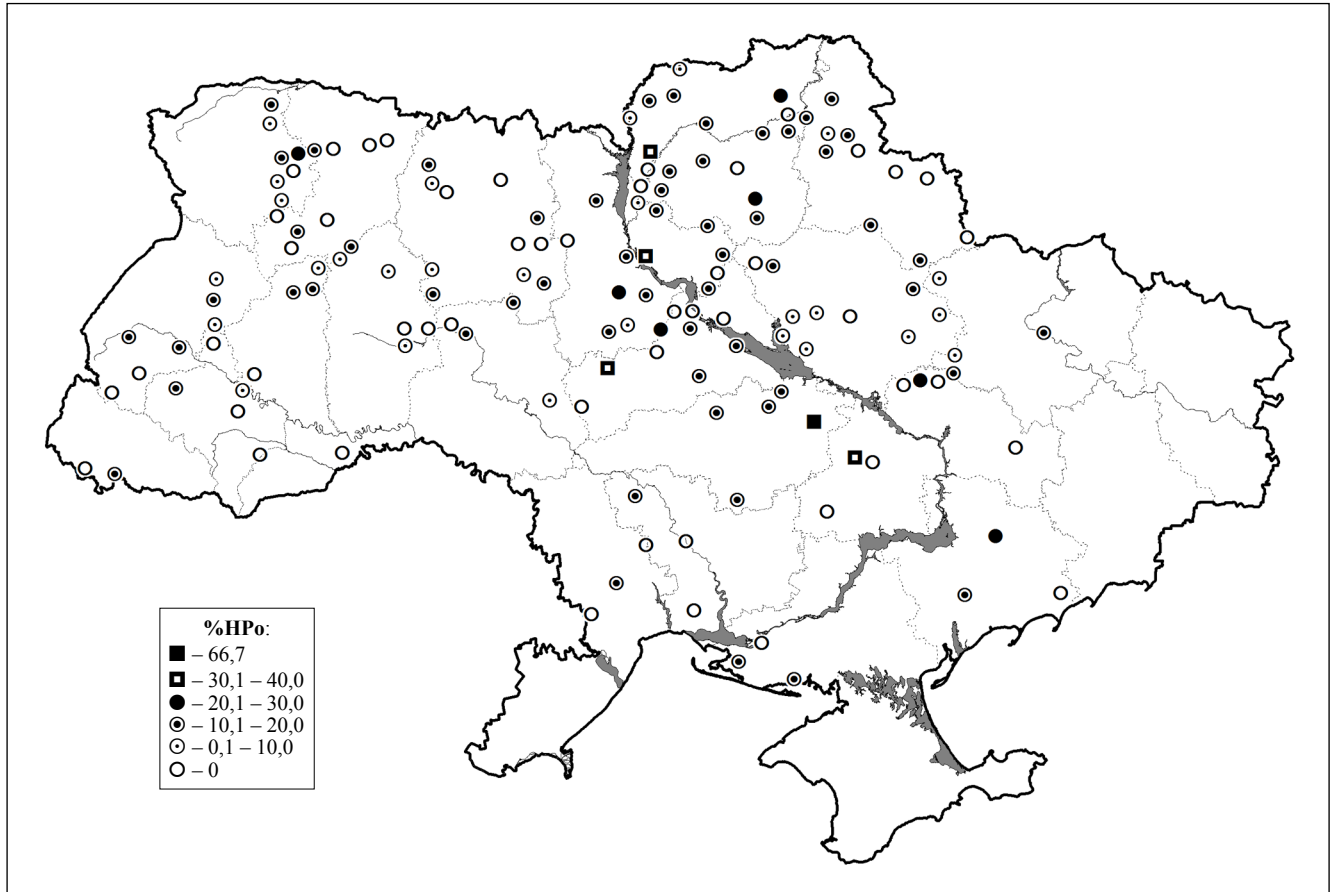 %HPo:
– 66,7
– 30,1 – 40,0
– 20,1 – 30,0
– 10,1 – 20,0
– 0,1 – 10,0
– 0